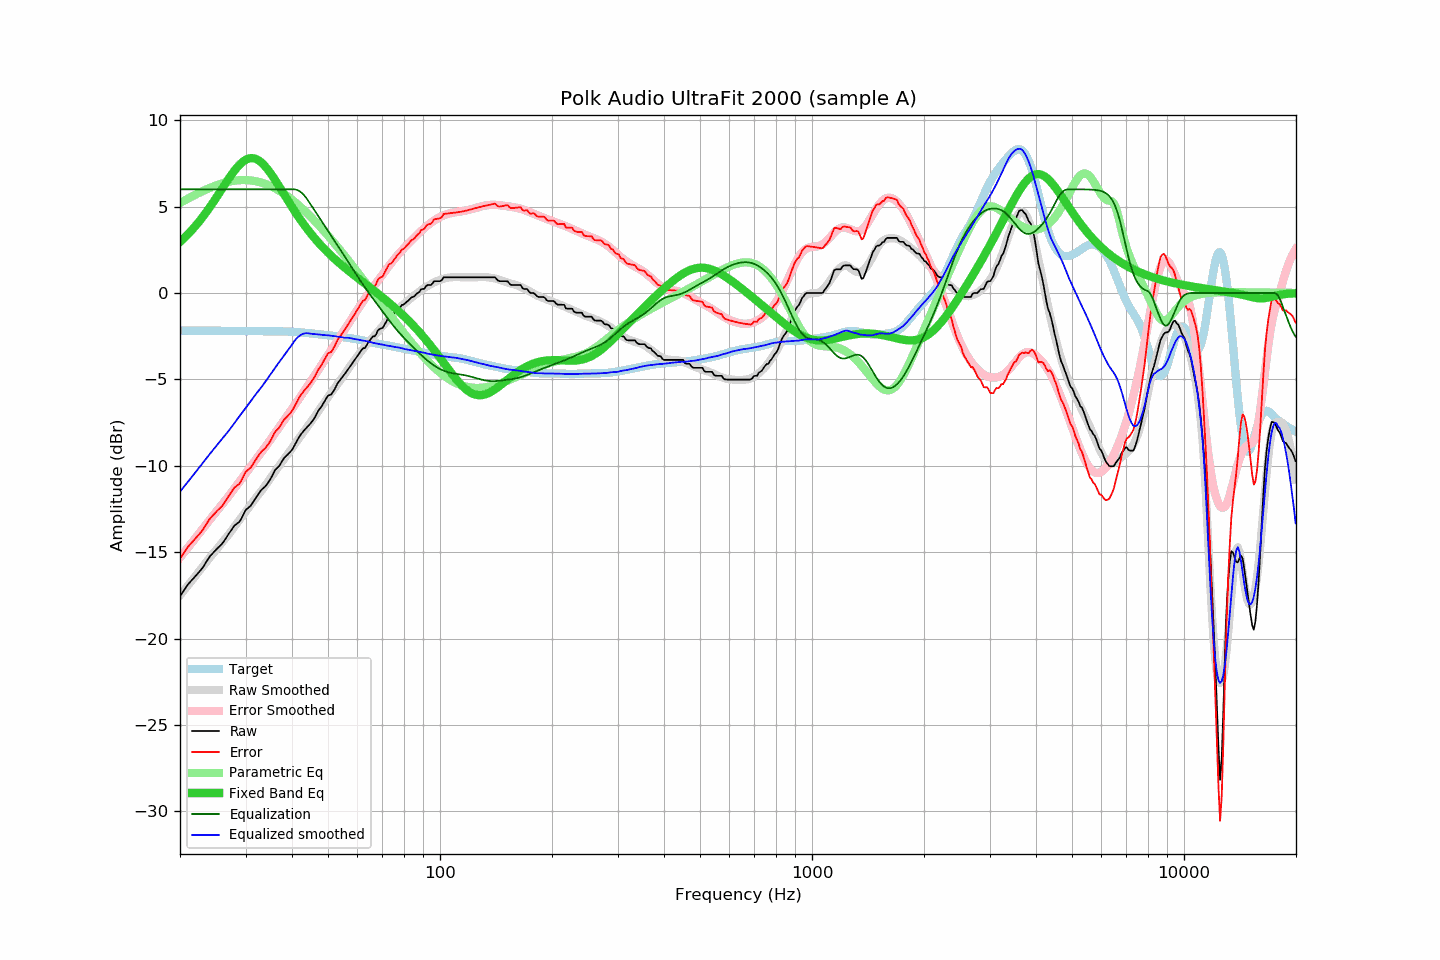 Polk Audio UltraFit 2000 (sample A)
10
5
0
−5
−10
−15
−20
−25
−30
Amplitude (dBr)
Target
Raw Smoothed
Error Smoothed
Raw
Error
Parametric Eq
Fixed Band Eq
Equalization
Equalized smoothed
100
1000
10000
Frequency (Hz)